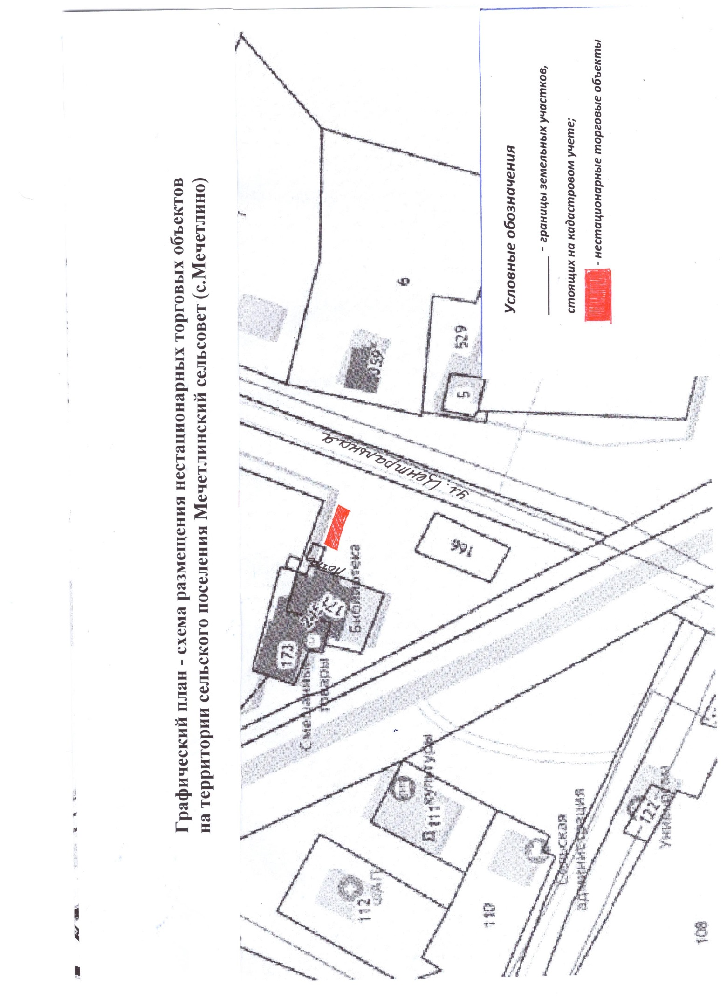 Графический план - схема размещения нестационарных торговых объектов
на территории сельского поселения Мечетлинский сельсовет (с.Мечетлино)
173
Смешанные
товары
171
Почта
Библиотека
ул. Центральная
166
359
6
529
5
112
ФАП
111
культуры
110
Сельская
администрация
122
Универмаг
108
Условные обозначения
- границы земельных участков,
стоящих на кадастровом учете;
- нестационарные торговые объекты